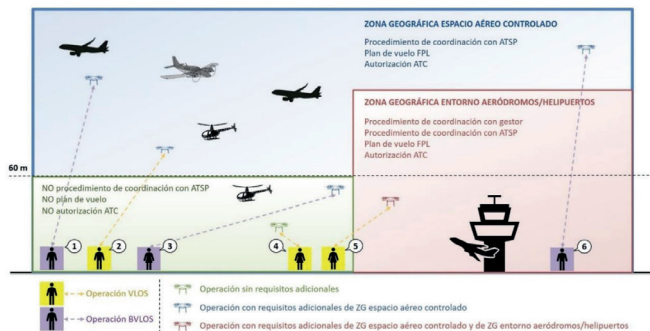 ZONA GEOGRÁFICA ESPACIO AÉREO CONTROLADO
Procedimiento de coordinación con ATSP
Plan de vuelo FPL
Autorización ATC
ZONA GEOGRÁFICA ENTORNO AERÓDROMOS/HELIPUERTOS
Procedimiento de coordinación con gestor
Procedimiento de coordinación con ATSP
Plan de vuelo FPL
Autorización ATC
60 m
NO procedimiento de coordinación con ATSP
NO plan de vuelo
NO autorización ATC
1 2 3 4 5 6
Operación VLOS
Operación BVLOS
Operación sin requisitos adicionales
Operación con requisitos adicionales de ZG espacio aéreo controlado
Operación con requisitos adicionales de ZG espacio aéreo controlado y de ZG entorno aeródromos/helipuertos